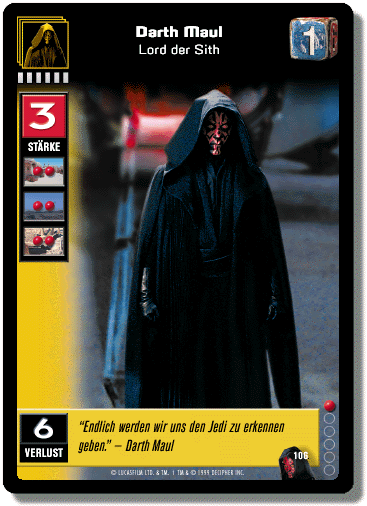 Darth Maul
Lord der Sith
1
3
STÄRKE
6
VERLUST
“Endlich werden wir uns den Jedi zu erkennen
geben.” – Darth Maul
106
© LUCASFILM LTD. & TM. / TM & © 1999 DECIPHER INC.